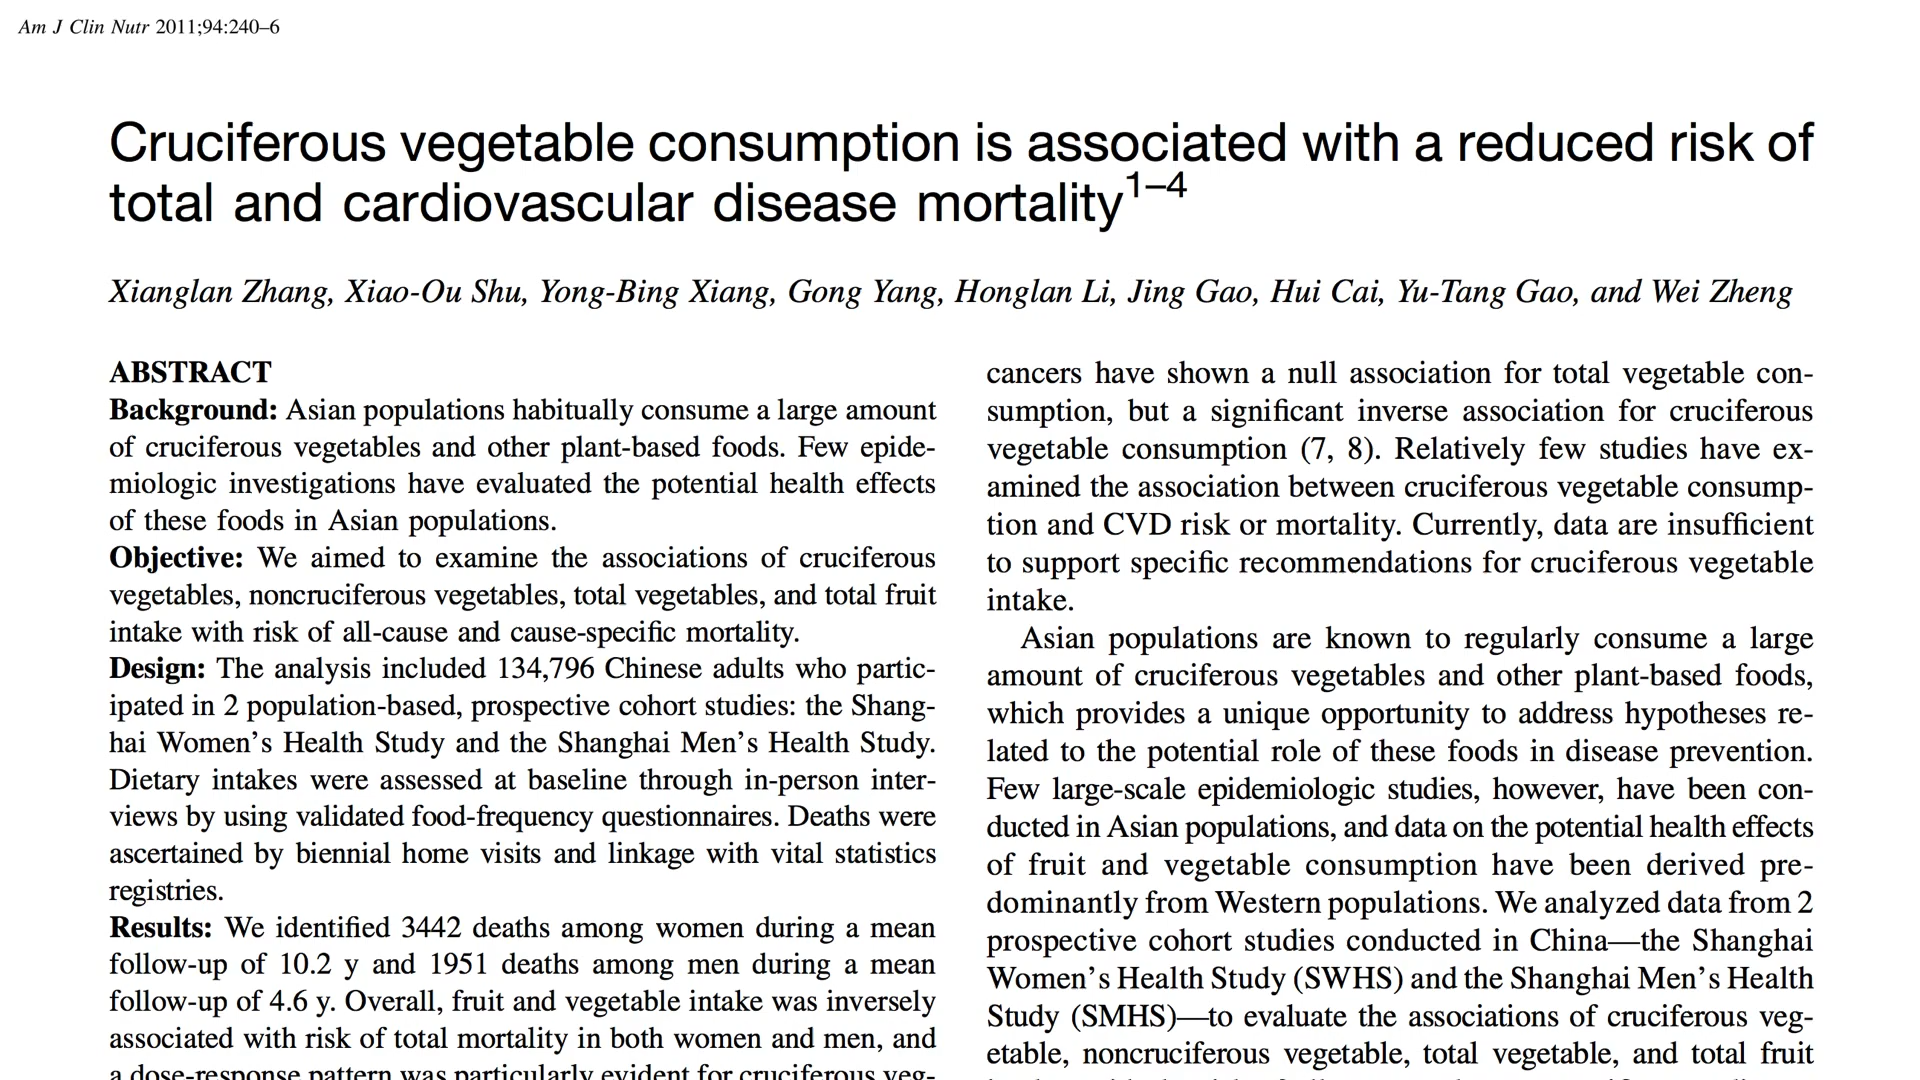 Am J Clin Nutr 2011;94:240–6
Cruciferous vegetable consumption is associated with a reduced risk of
total and cardiovascular disease mortality1–4
Xianglan Zhang, Xiao-Ou Shu, Yong-Bing Xiang, Gong Yang, Honglan Li, Jing Gao, Hui Cai, Yu-Tang Gao, and Wei Zheng
ABSTRACT
Background: Asian populations habitually consume a large amount
of cruciferous vegetables and other plant-based foods. Few epide-
miologic investigations have evaluated the potential health effects
of these foods in Asian populations.
Objective: We aimed to examine the associations of cruciferous
vegetables, noncruciferous vegetables, total vegetables, and total fruit
intake with risk of all-cause and cause-specific mortality.
Design: The analysis included 134,796 Chinese adults who partic-
ipated in 2 population-based, prospective cohort studies: the Shang-
hai Women's Health Study and the Shanghai Men's Health Study.
Dietary intakes were assessed at baseline through in-person inter-
views by using validated food-frequency questionnaires. Deaths were
ascertained by biennial home visits and linkage with vital statistics
registries.
Results: We identified 3442 deaths among women during a mean
follow-up of 10.2 y and 1951 deaths among men during a mean
follow-up of 4.6 y. Overall, fruit and vegetable intake was inversely
associated with risk of total mortality in both women and men, and
a dose-response pattern was particularly evident for cruciferous veg-
cancers have shown a null association for total vegetable con-
sumption, but a significant inverse association for cruciferous
vegetable consumption (7, 8). Relatively few studies have ex-
amined the association between cruciferous vegetable consump-
tion and CVD risk or mortality. Currently, data are insufficient
to support specific recommendations for cruciferous vegetable
intake.
Asian populations are known to regularly consume a large
amount of cruciferous vegetables and other plant-based foods,
which provides a unique opportunity to address hypotheses re-
lated to the potential role of these foods in disease prevention.
Few large-scale epidemiologic studies, however, have been con-
ducted in Asian populations, and data on the potential health effects
of fruit and vegetable consumption have been derived pre-
dominantly from Western populations. We analyzed data from 2
prospective cohort studies conducted in China—the Shanghai
Women's Health Study (SWHS) and the Shanghai Men's Health
Study (SMHS)—to evaluate the associations of cruciferous veg-
etable, noncruciferous vegetable, total vegetable, and total fruit